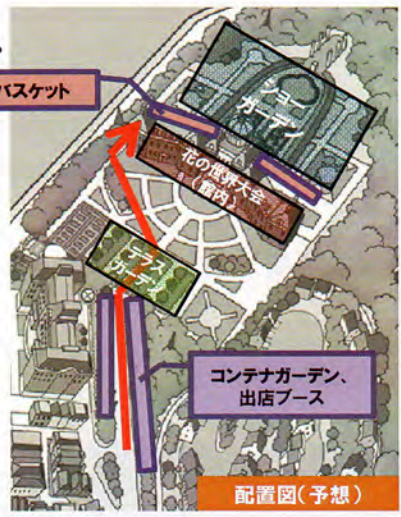 バスケット
ショー
ガーデン
花の世界大会
(館内)
テラス
ガーデン
コンテナガーデン、
出店ブース
配置図(予想)